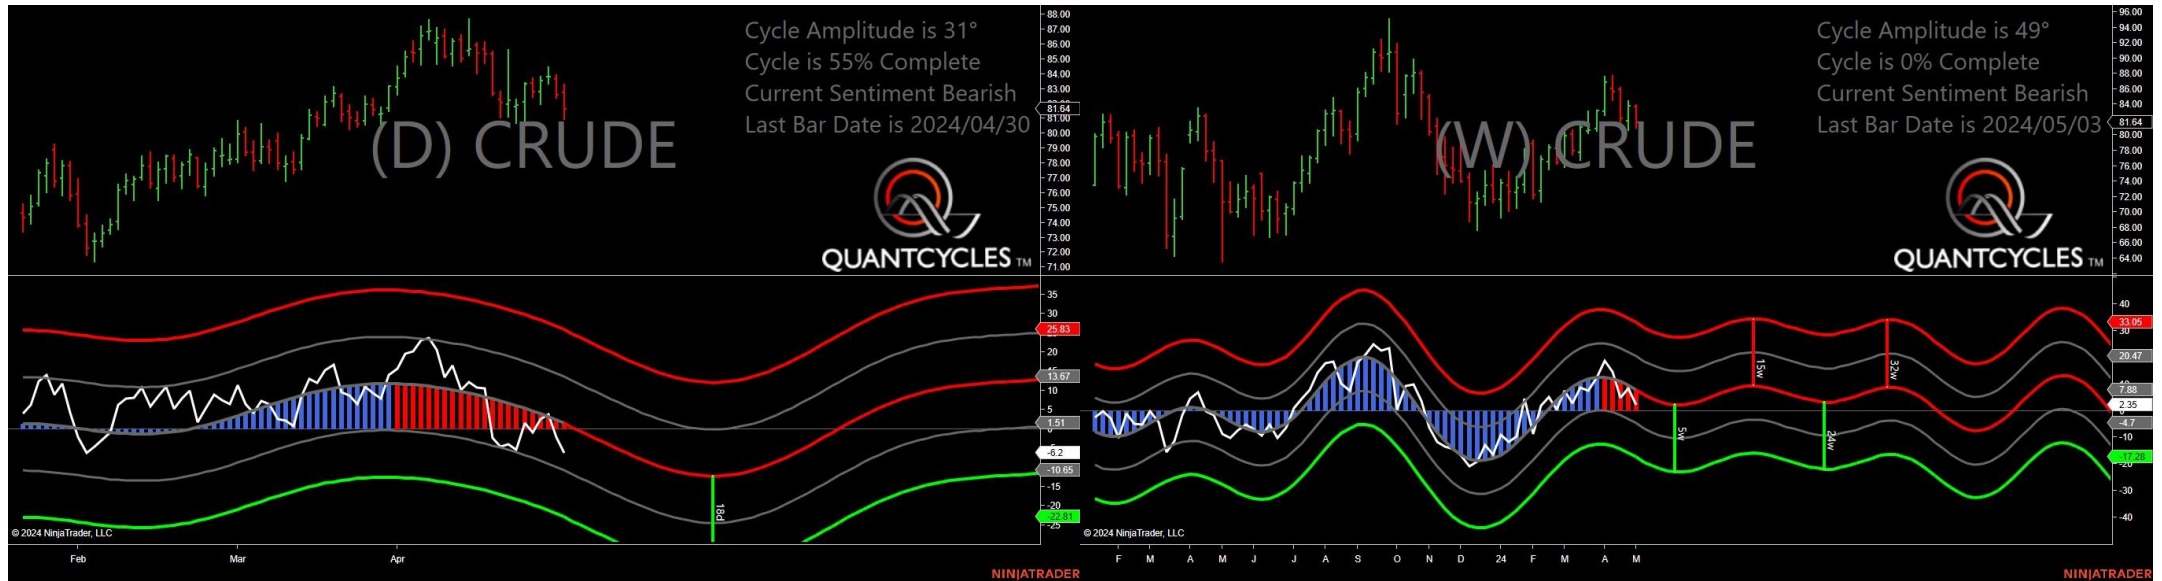 Cycle Amplitude is 31°
Cycle is 55% Complete
Current Sentiment Bearish
Last Bar Date is 2024/04/30
(D) CRUDE
QUANTCYCLES TM
88.00
87.00
86.00
85.00
84.00
83.00
81.64
81.00
80.00
79.00
78.00
77.00
76.00
75.00
74.00
73.00
72.00
71.00
35
30
25.83
20
13.67
10
5
1.51
-6.2
-10.65
-15
-20
-22.81
-25
18d
© 2024 NinjaTrader, LLC
Feb Mar Apr
NINJATRADER
Cycle Amplitude is 49°
Cycle is 0% Complete
Current Sentiment Bearish
Last Bar Date is 2024/05/03
(W) CRUDE
QUANTCYCLES TM
96.00
94.00
92.00
90.00
88.00
86.00
84.00
81.64
80.00
78.00
76.00
74.00
72.00
70.00
68.00
66.00
64.00
40
33.05
30
20.47
7.88
2.35
-4.7
-10
-17.28
-20
-30
-40
5w
15w
24w
32w
© 2024 NinjaTrader, LLC
F M A M J J A S O N D 24 F M A M
NINJATRADER